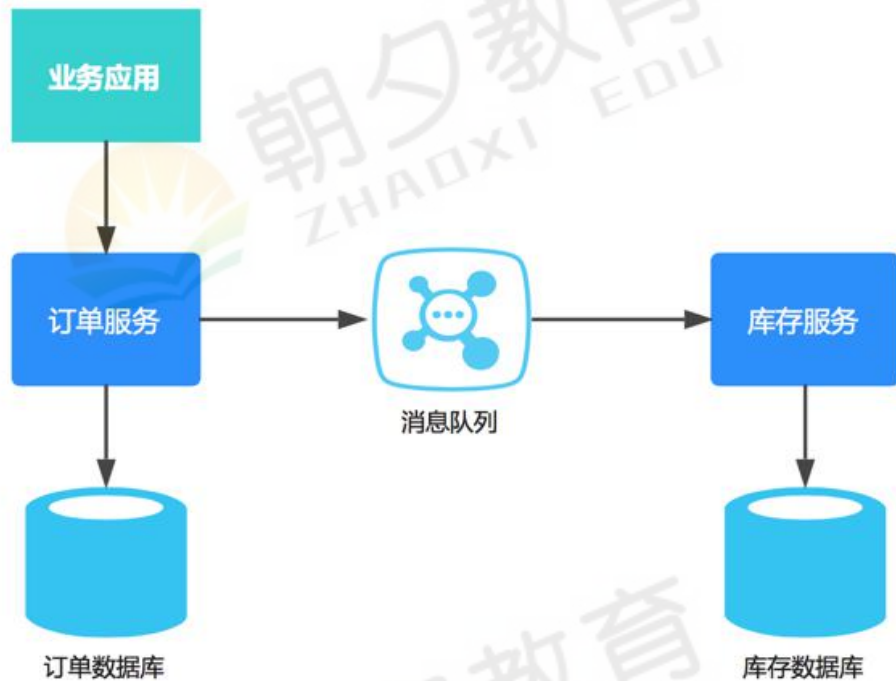 业务应用
朝夕教育
ZHAOXI EDU
订单服务
库存服务
消息队列
订单数据库
库存数据库
教育